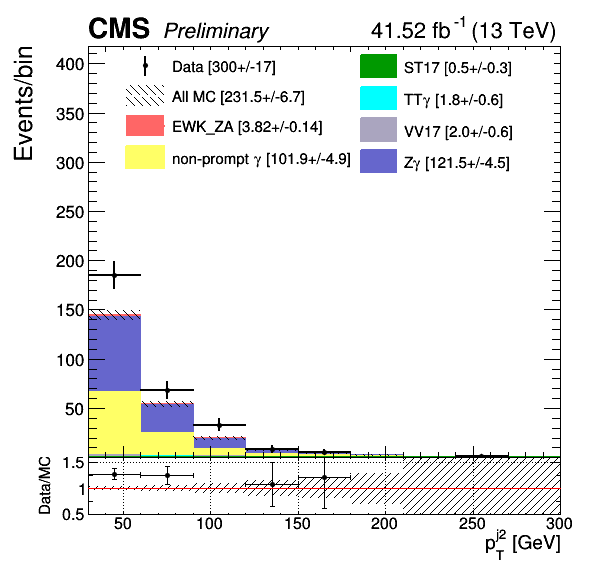 CMS Preliminary 41.52 fb⁻¹ (13 TeV)
Events/bin
Data [300+/-17]
All MC [231.5+/-6.7]
EWK_ZA [3.82+/-0.14]
non-prompt γ [101.9+/-4.9]
ST17 [0.5+/-0.3]
TTγ [1.8+/-0.6]
VV17 [2.0+/-0.6]
Zγ [121.5+/-4.5]
400
350
300
250
200
150
100
50
Data/MC
1.5
1
0.5
50 100 150 200 250 300
p_T^j2 [GeV]